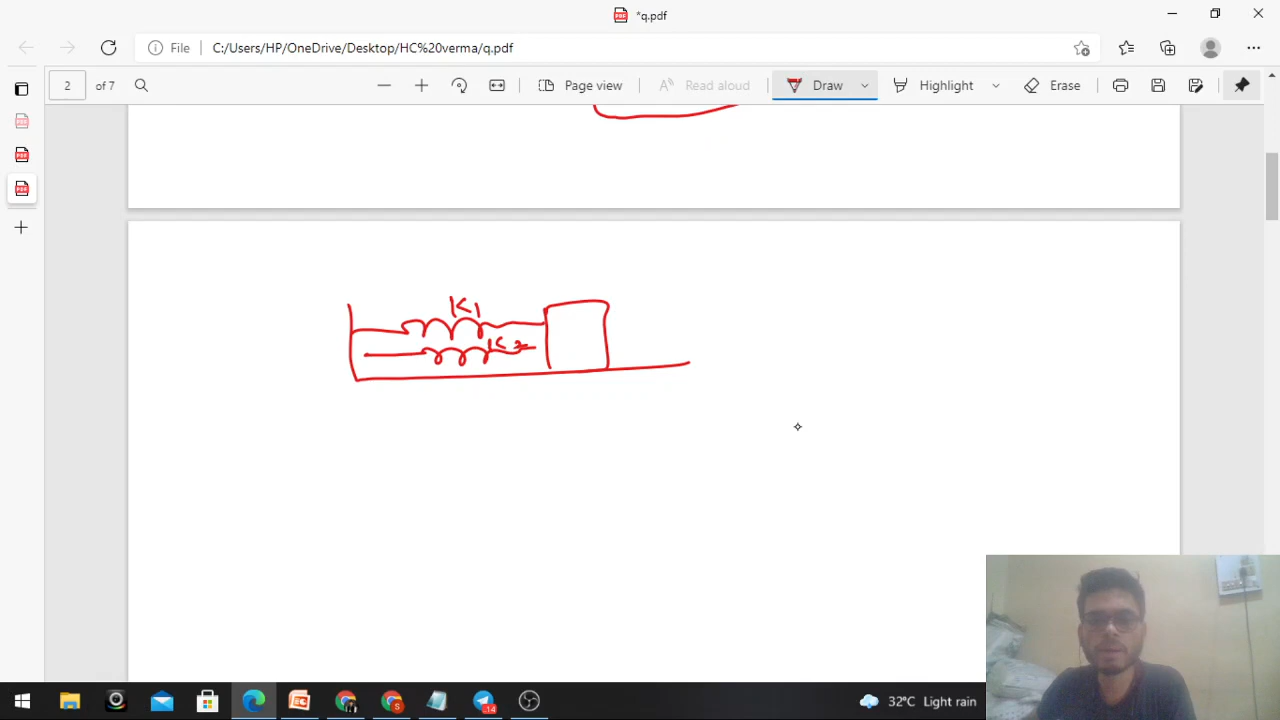 *q.pdf
File C:/Users/HP/OneDrive/Desktop/HC%20verma/q.pdf
2 of 7 Page view Read aloud Draw Highlight Erase
K1
K2
14
32°C Light rain